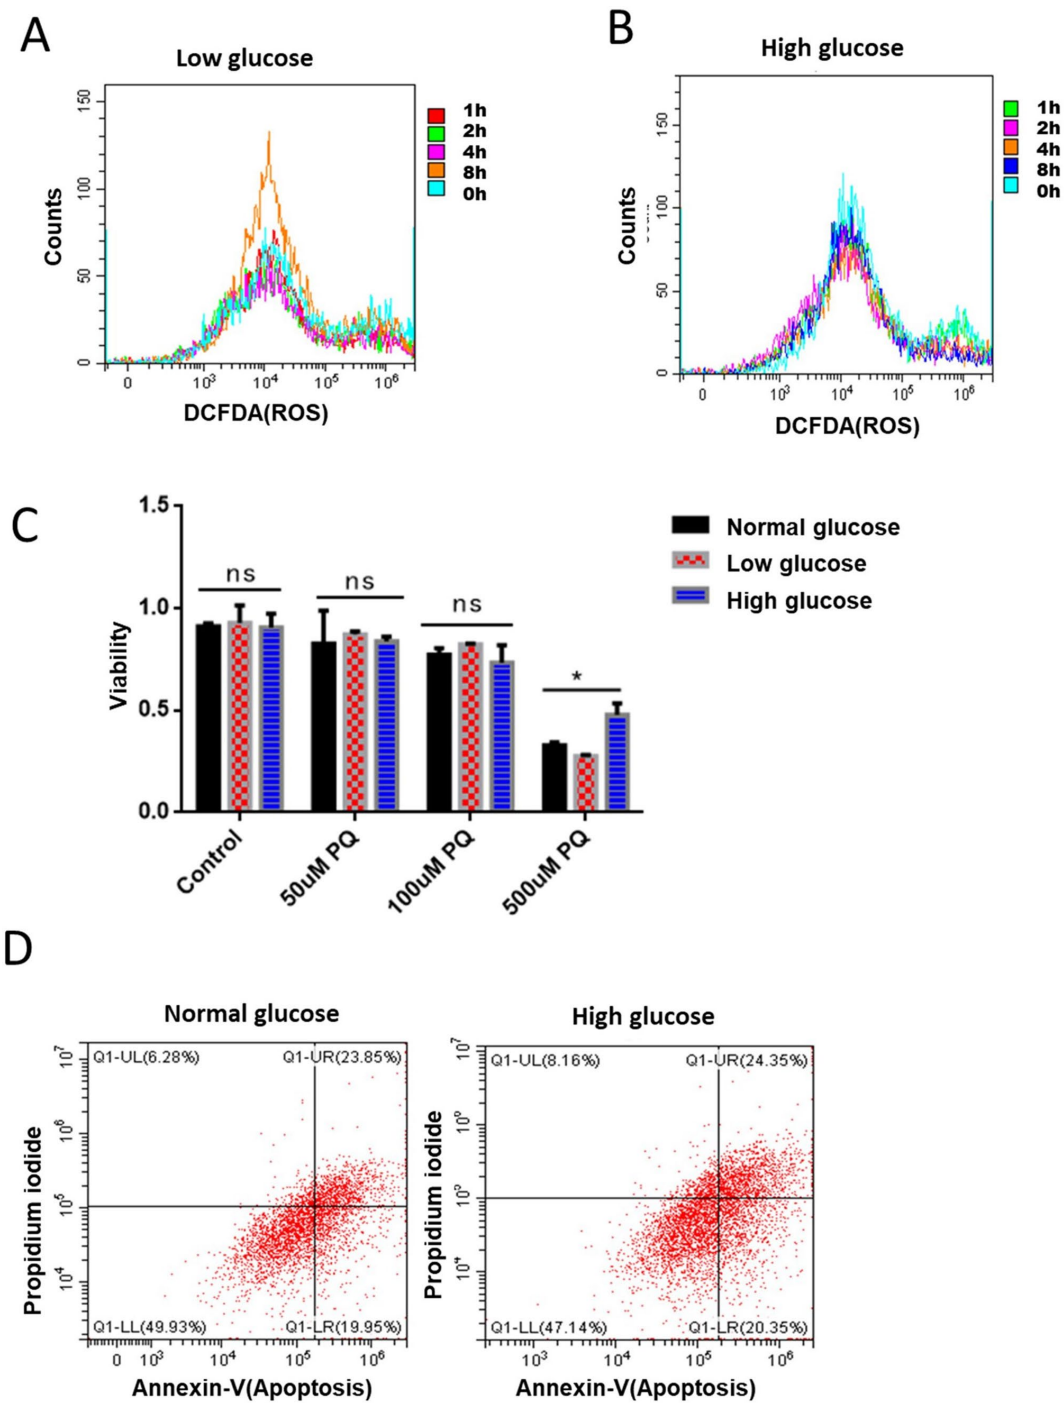 A
Low glucose
150
100
50
0
Counts
0 10³ 10⁴ 10⁵ 10⁶
DCFDA(ROS)
1h
2h
4h
8h
0h
B
High glucose
150
100
50
0
Counts
0 10³ 10⁴ 10⁵ 10⁶
DCFDA(ROS)
1h
2h
4h
8h
0h
C
1.5
1.0
0.5
0.0
Viability
ns
ns
ns
*
Control
50uM PQ
100uM PQ
500uM PQ
Normal glucose
Low glucose
High glucose
D
Normal glucose
Q1-UL(6.28%) Q1-UR(23.85%)
Q1-LL(49.93%) Q1-LR(19.95%)
10⁷
10⁶
10⁵
10⁴
Propidium iodide
0 10³ 10⁴ 10⁵ 10⁶
Annexin-V(Apoptosis)
High glucose
Q1-UL(8.16%) Q1-UR(24.35%)
Q1-LL(47.14%) Q1-LR(20.35%)
10⁷
10⁴
Propidium iodide
10³ 10⁴ 10⁵ 10⁶
Annexin-V(Apoptosis)